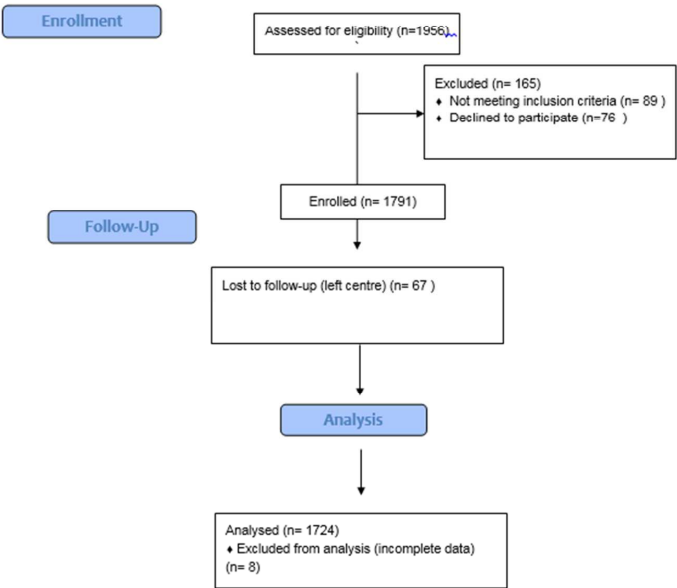 Enrollment
Assessed for eligibility (n=1956)
Excluded (n= 165)
♦ Not meeting inclusion criteria (n= 89 )
♦ Declined to participate (n=76 )
Enrolled (n= 1791)
Follow-Up
Lost to follow-up (left centre) (n= 67 )
Analysis
Analysed (n= 1724)
♦ Excluded from analysis (incomplete data)
(n= 8)